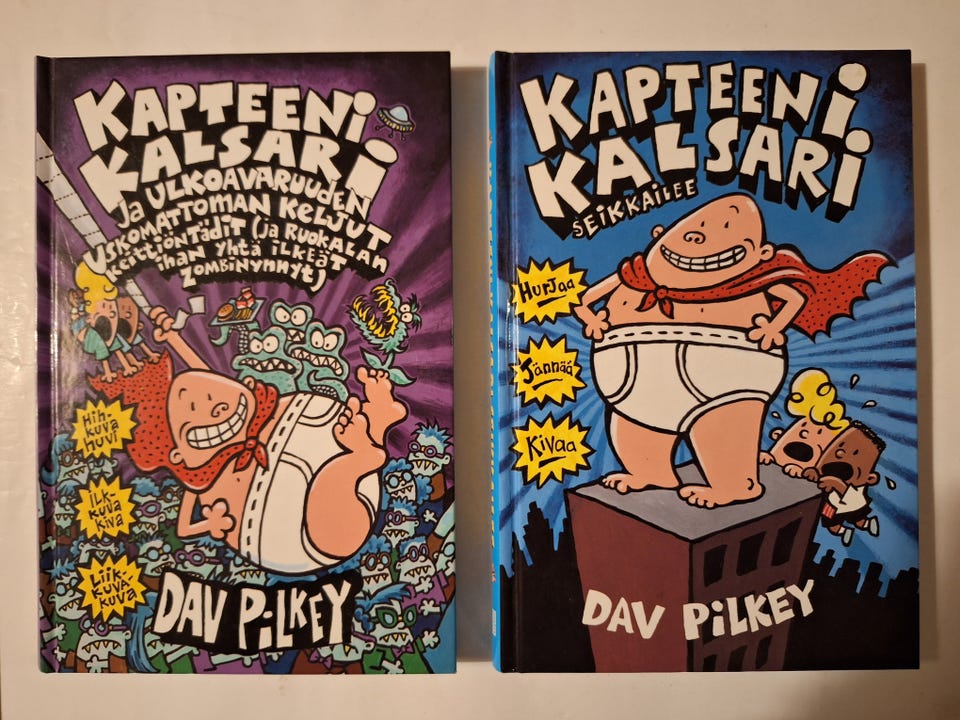 KAPTEENI
KALSARI
JA ULKOAVARUUDEN
USKOMATTOMAN KELJUT
KEITTIÖNTÄDIT (JA RUOKALAN
IHAN YHTÄ ILKEÄT
ZOMBINYHHYT)
HIH-
KUVA
HUVI
ILK-
KUVA
KIVA
LIIK-
KUVA-
KUVA
DAV PILKEY
KAPTEENI
KALSARI
SEIKKAILEE
HURJAA
JÄNNÄÄ
KIVAA
DAV PILKEY